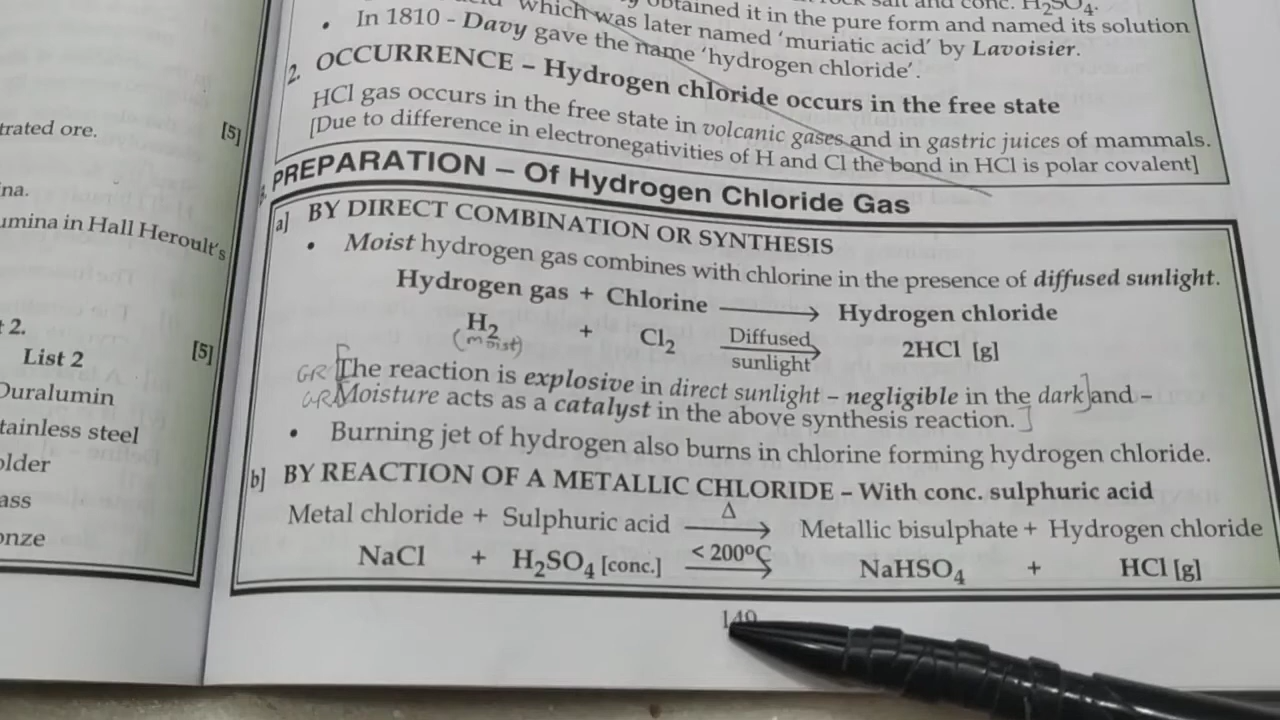 obtained it in the pure form and named its solution
which was later named 'muriatic acid' by Lavoisier.
• In 1810 - Davy gave the name 'hydrogen chloride'.
2. OCCURRENCE – Hydrogen chloride occurs in the free state
HCl gas occurs in the free state in volcanic gases and in gastric juices of mammals.
[Due to difference in electronegativities of H and Cl the bond in HCl is polar covalent]
PREPARATION – Of Hydrogen Chloride Gas
a] BY DIRECT COMBINATION OR SYNTHESIS
• Moist hydrogen gas combines with chlorine in the presence of diffused sunlight.
Hydrogen gas + Chlorine ⟶ Hydrogen chloride
H₂ + Cl₂ Diffused sunlight ⟶ 2HCl [g]
(moist)
GR [The reaction is explosive in direct sunlight – negligible in the dark] and –
GR [Moisture acts as a catalyst in the above synthesis reaction.]
• Burning jet of hydrogen also burns in chlorine forming hydrogen chloride.
b] BY REACTION OF A METALLIC CHLORIDE – With conc. sulphuric acid
Metal chloride + Sulphuric acid Δ ⟶ Metallic bisulphate + Hydrogen chloride
NaCl + H₂SO₄ [conc.] < 200ºC ⟶ NaHSO₄ + HCl [g]
149
trated ore. [5]
na.
umina in Hall Heroult's
t 2. [5]
List 2
Duralumin
tainless steel
older
ass
onze